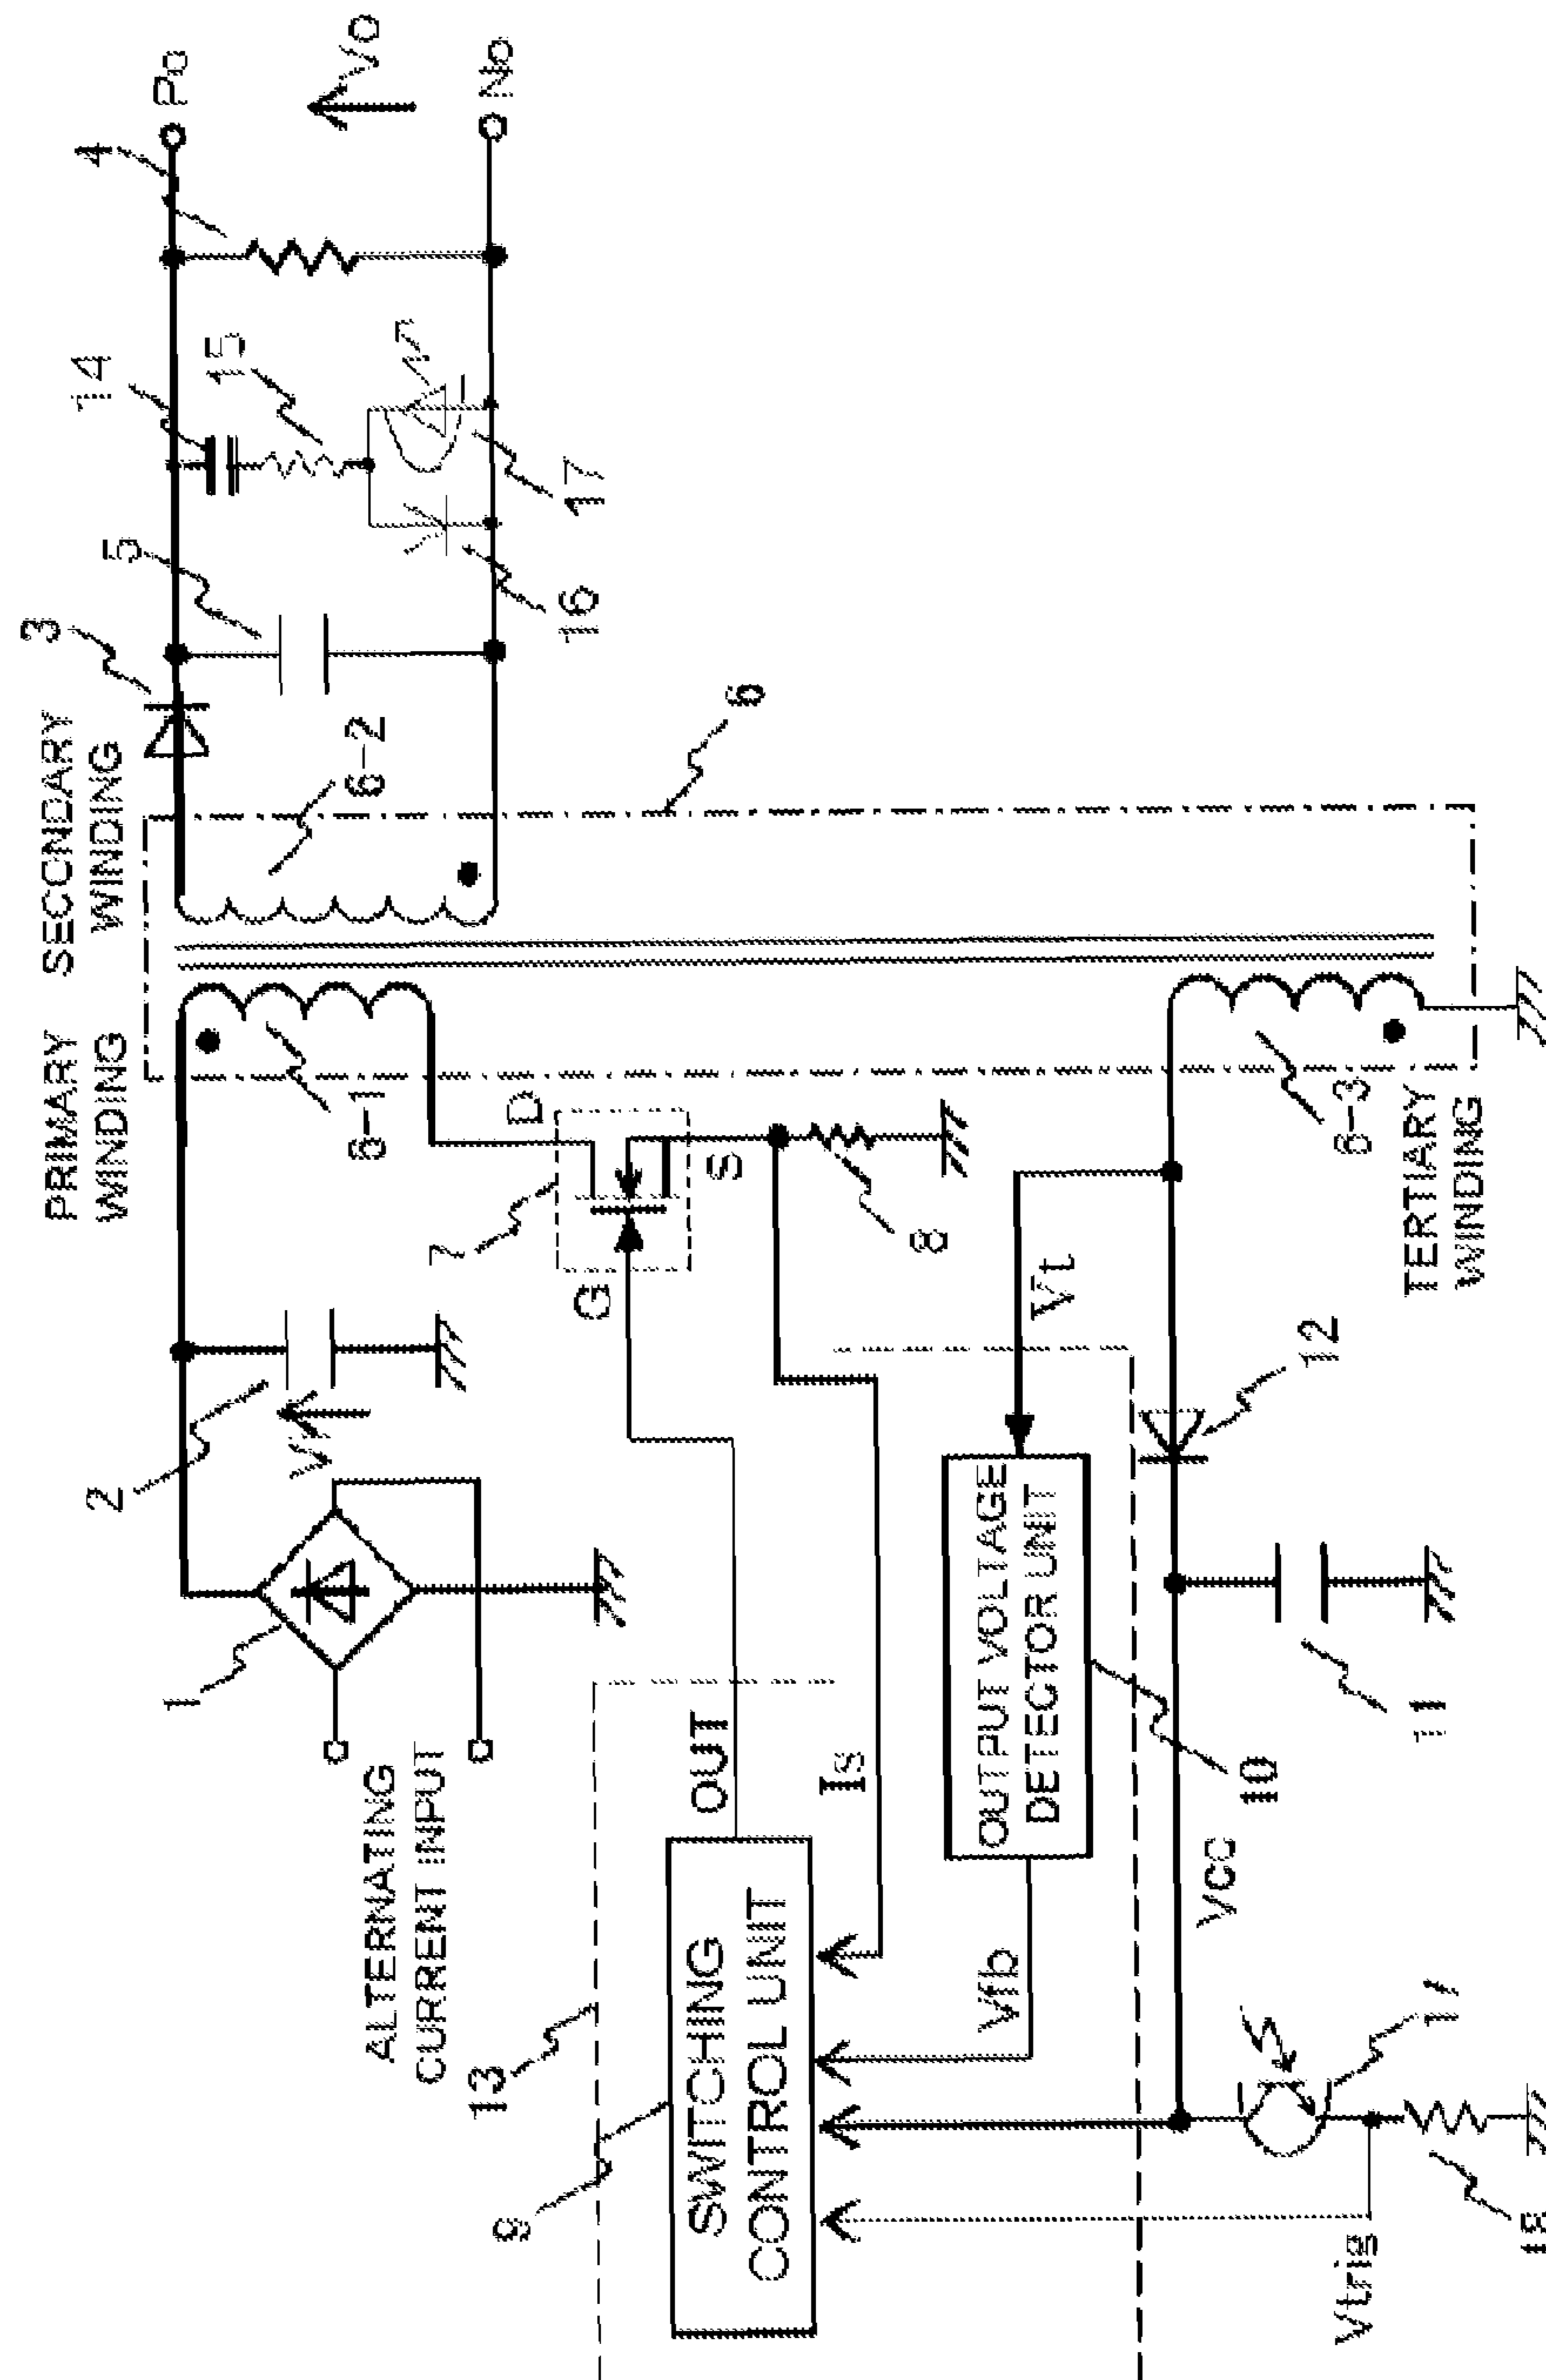 PRIMARY
WINDING
SECONDARY
WINDING
3
5
14
15
4
Po
Vo
No
17
16
6-2
6
1
2
Vi
6-1
7
D
G
S
8
ALTERNATING
CURRENT INPUT
13
OUT
Is
9
SWITCHING
CONTROL UNIT
Vfb
OUTPUT VOLTAGE
DETECTOR UNIT
10
Vt
Vcc
12
11
6-3
TERTIARY
WINDING
17
Vtrig
18